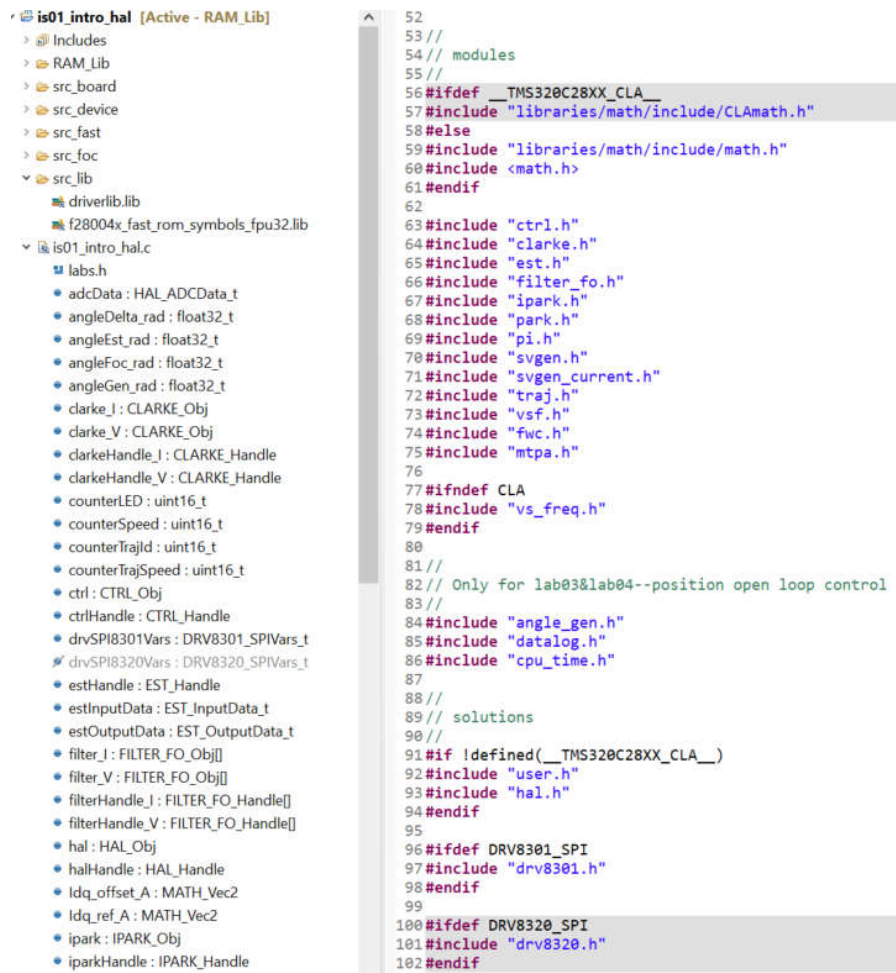 is01_intro_hal [Active - RAM_Lib]
Includes
RAM_Lib
src_board
src_device
src_fast
src_foc
src_lib
driverlib.lib
f28004x_fast_rom_symbols_fpu32.lib
is01_intro_hal.c
labs.h
adcData : HAL_ADCData_t
angleDelta_rad : float32_t
angleEst_rad : float32_t
angleFoc_rad : float32_t
angleGen_rad : float32_t
clarke_I : CLARKE_Obj
clarke_V : CLARKE_Obj
clarkeHandle_I : CLARKE_Handle
clarkeHandle_V : CLARKE_Handle
counterLED : uint16_t
counterSpeed : uint16_t
counterTrajId : uint16_t
counterTrajSpeed : uint16_t
ctrl : CTRL_Obj
ctrlHandle : CTRL_Handle
drvSPI8301Vars : DRV8301_SPIVars_t
drvSPI8320Vars : DRV8320_SPIVars_t
estHandle : EST_Handle
estInputData : EST_InputData_t
estOutputData : EST_OutputData_t
filter_I : FILTER_FO_Obj[]
filter_V : FILTER_FO_Obj[]
filterHandle_I : FILTER_FO_Handle[]
filterHandle_V : FILTER_FO_Handle[]
hal : HAL_Obj
halHandle : HAL_Handle
Idq_offset_A : MATH_Vec2
Idq_ref_A : MATH_Vec2
ipark : IPARK_Obj
iparkHandle : IPARK_Handle
52
53 //
54 // modules
55 //
56 #ifdef __TMS320C28XX_CLA__
57 #include "libraries/math/include/CLAmath.h"
58 #else
59 #include "libraries/math/include/math.h"
60 #include <math.h>
61 #endif
62
63 #include "ctrl.h"
64 #include "clarke.h"
65 #include "est.h"
66 #include "filter_fo.h"
67 #include "ipark.h"
68 #include "park.h"
69 #include "pi.h"
70 #include "svgen.h"
71 #include "svgen_current.h"
72 #include "traj.h"
73 #include "vsf.h"
74 #include "fwc.h"
75 #include "mtpa.h"
76
77 #ifndef CLA
78 #include "vs_freq.h"
79 #endif
80
81 //
82 // Only for lab03&lab04--position open loop control
83 //
84 #include "angle_gen.h"
85 #include "datalog.h"
86 #include "cpu_time.h"
87
88 //
89 // solutions
90 //
91 #if !defined(__TMS320C28XX_CLA__)
92 #include "user.h"
93 #include "hal.h"
94 #endif
95
96 #ifdef DRV8301_SPI
97 #include "drv8301.h"
98 #endif
99
100 #ifdef DRV8320_SPI
101 #include "drv8320.h"
102 #endif